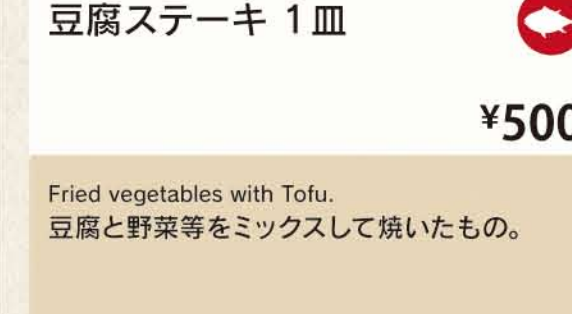 豆腐ステーキ 1皿
¥500
Fried vegetables with Tofu.
豆腐と野菜等をミックスして焼いたもの。